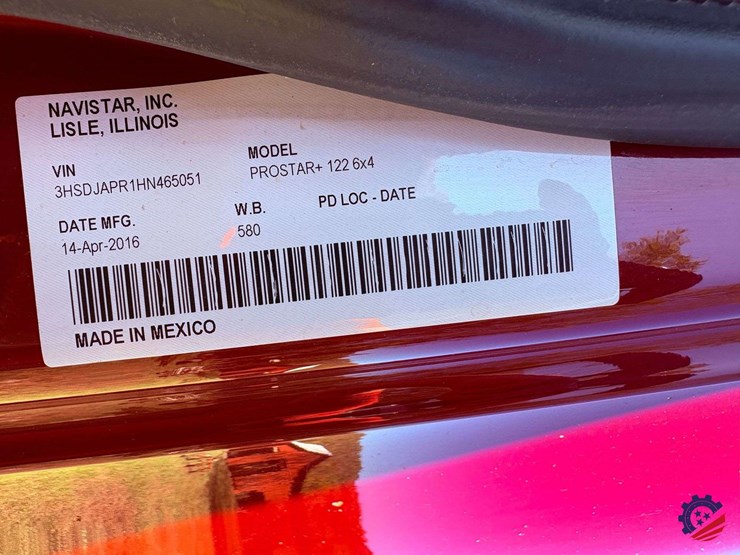 NAVISTAR, INC.
LISLE, ILLINOIS
VIN MODEL
3HSDJAPR1HN465051 PROSTAR+ 122 6x4
DATE MFG. W.B. PD LOC - DATE
14-Apr-2016 580
MADE IN MEXICO